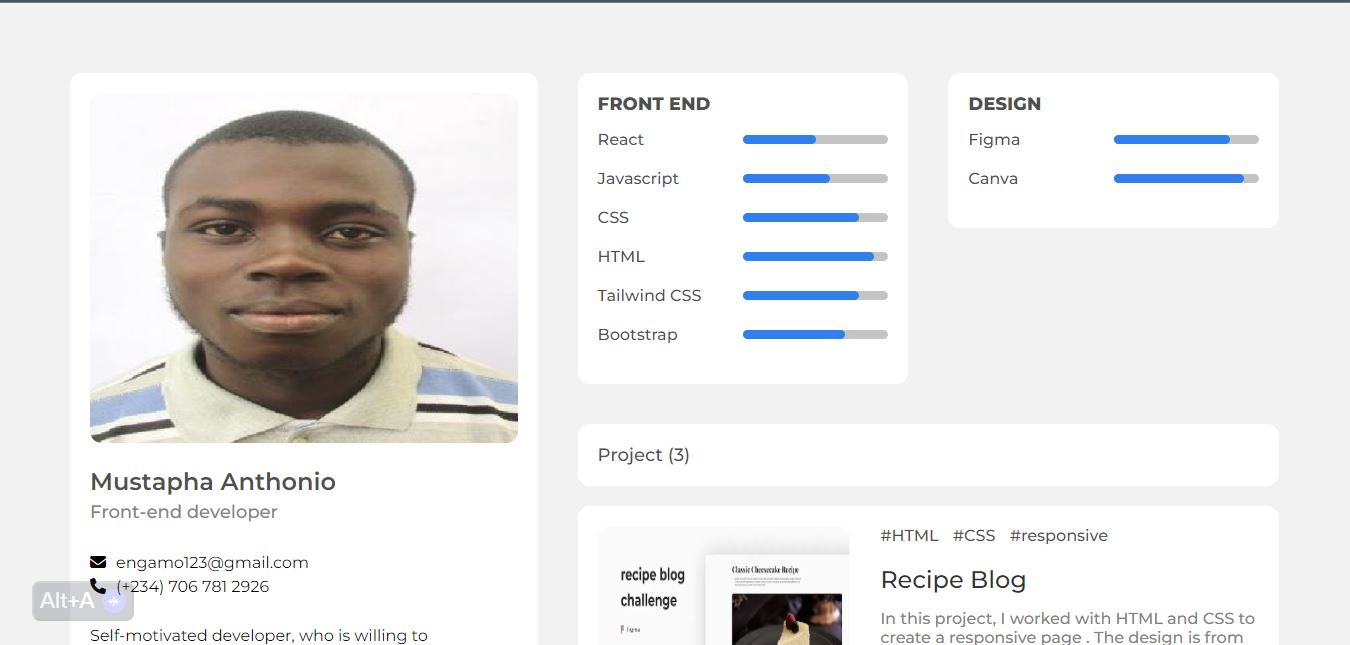 FRONT END
React
Javascript
CSS
HTML
Tailwind CSS
Bootstrap
DESIGN
Figma
Canva
Mustapha Anthonio
Front-end developer
engamo123@gmail.com
(+234) 706 781 2926
Alt+A
Self-motivated developer, who is willing to
Project (3)
recipe blog
challenge
Figma
Classic Cheesecake Recipe
#HTML #CSS #responsive
Recipe Blog
In this project, I worked with HTML and CSS to
create a responsive page . The design is from